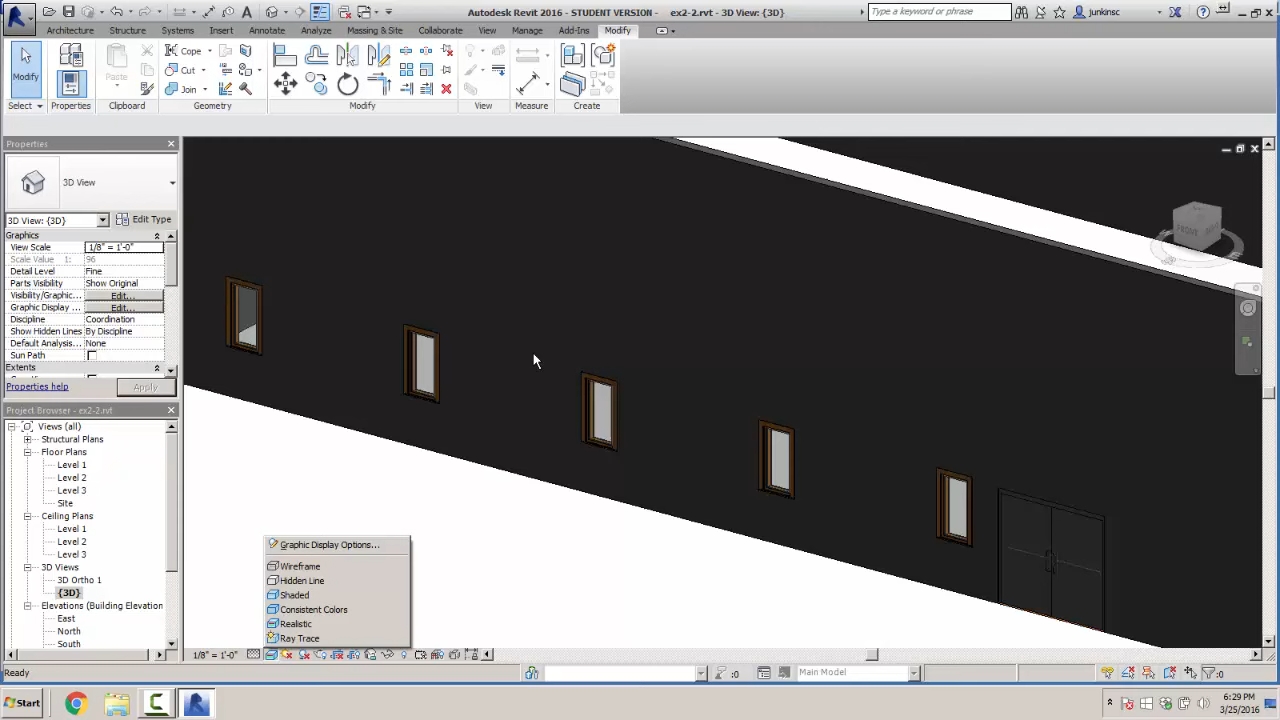 Autodesk Revit 2016 - STUDENT VERSION - ex2-2.rvt - 3D View: {3D}
Type a keyword or phrase
junkinsc
Architecture Structure Systems Insert Annotate Analyze Massing & Site Collaborate View Manage Add-Ins Modify
Modify
Paste
Cope
Cut
Join
Select Properties Clipboard Geometry Modify View Measure Create
Properties
3D View
3D View: {3D} Edit Type
Graphics
View Scale 1/8" = 1'-0"
Scale Value 1: 96
Detail Level Fine
Parts Visibility Show Original
Visibility/Graphic... Edit...
Graphic Display ... Edit...
Discipline Coordination
Show Hidden Lines By Discipline
Default Analysis... None
Sun Path
Extents
Properties help Apply
Project Browser - ex2-2.rvt
Views (all)
Structural Plans
Floor Plans
Level 1
Level 2
Level 3
Site
Ceiling Plans
Level 1
Level 2
Level 3
3D Views
3D Ortho 1
{3D}
Elevations (Building Elevation
East
North
South
FRONT
Graphic Display Options...
Wireframe
Hidden Line
Shaded
Consistent Colors
Realistic
Ray Trace
1/8" = 1'-0"
Ready
:0
Main Model
:0
Start
6:29 PM
3/25/2016